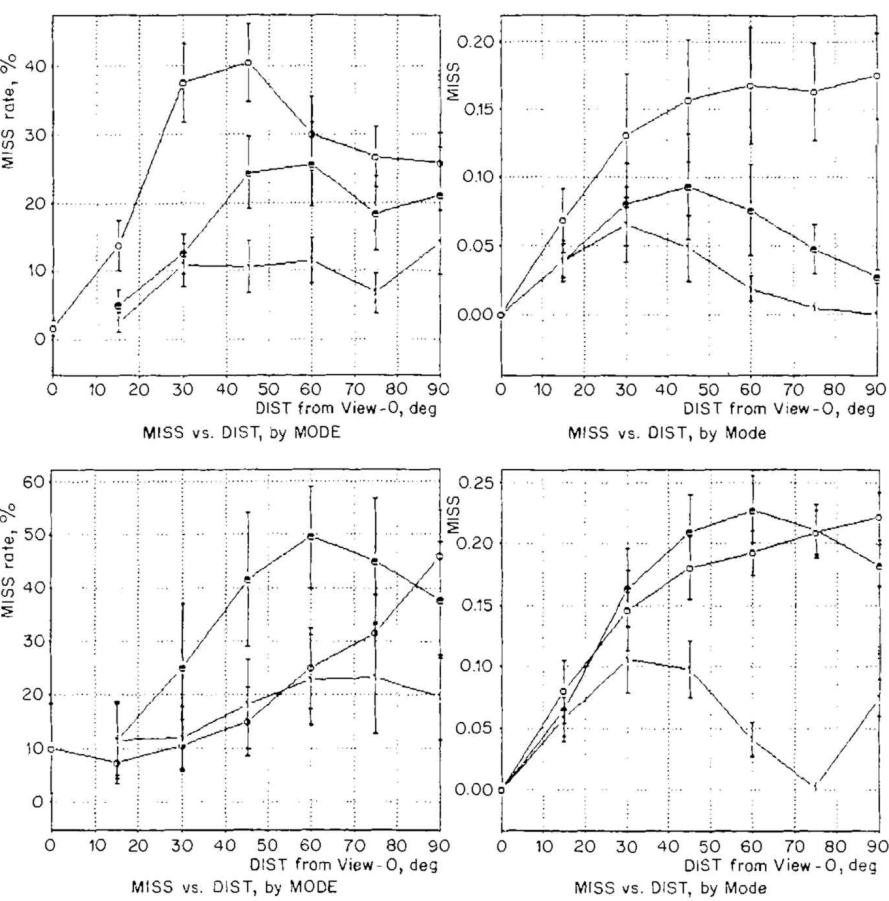 MISS rate, %
40
30
20
10
0
0 10 20 30 40 50 60 70 80 90
DIST from View-O, deg
MISS vs. DIST, by MODE
MISS
0.20
0.15
0.10
0.05
0.00
0 10 20 30 40 50 60 70 80 90
DIST from View-O, deg
MISS vs. DIST, by Mode
MISS rate, %
60
50
40
30
20
10
0
0 10 20 30 40 50 60 70 80 90
DIST from View-O, deg
MISS vs. DIST, by MODE
MISS
0.25
0.20
0.15
0.10
0.05
0.00
0 10 20 30 40 50 60 70 80 90
DIST from View-O, deg
MISS vs. DIST, by Mode